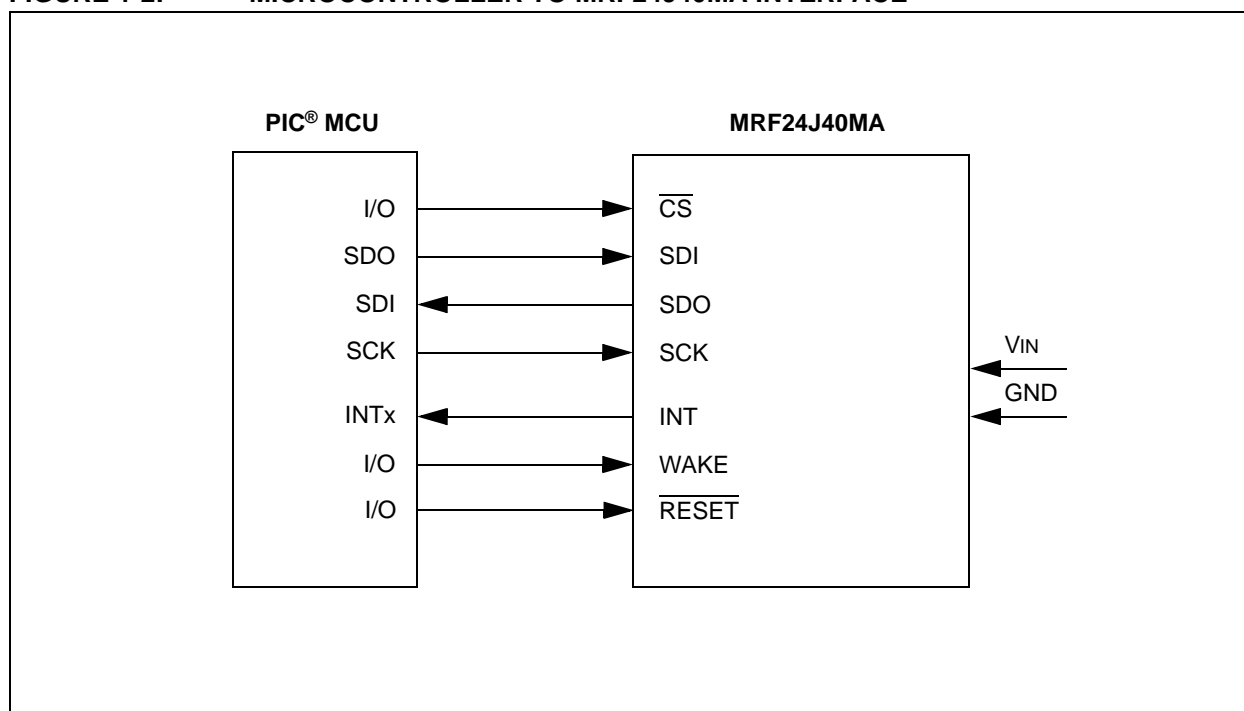 PIC® MCU
MRF24J40MA
I/O
CS
SDO
SDI
SDI
SDO
SCK
SCK
INTx
INT
I/O
WAKE
I/O
RESET
VIN
GND